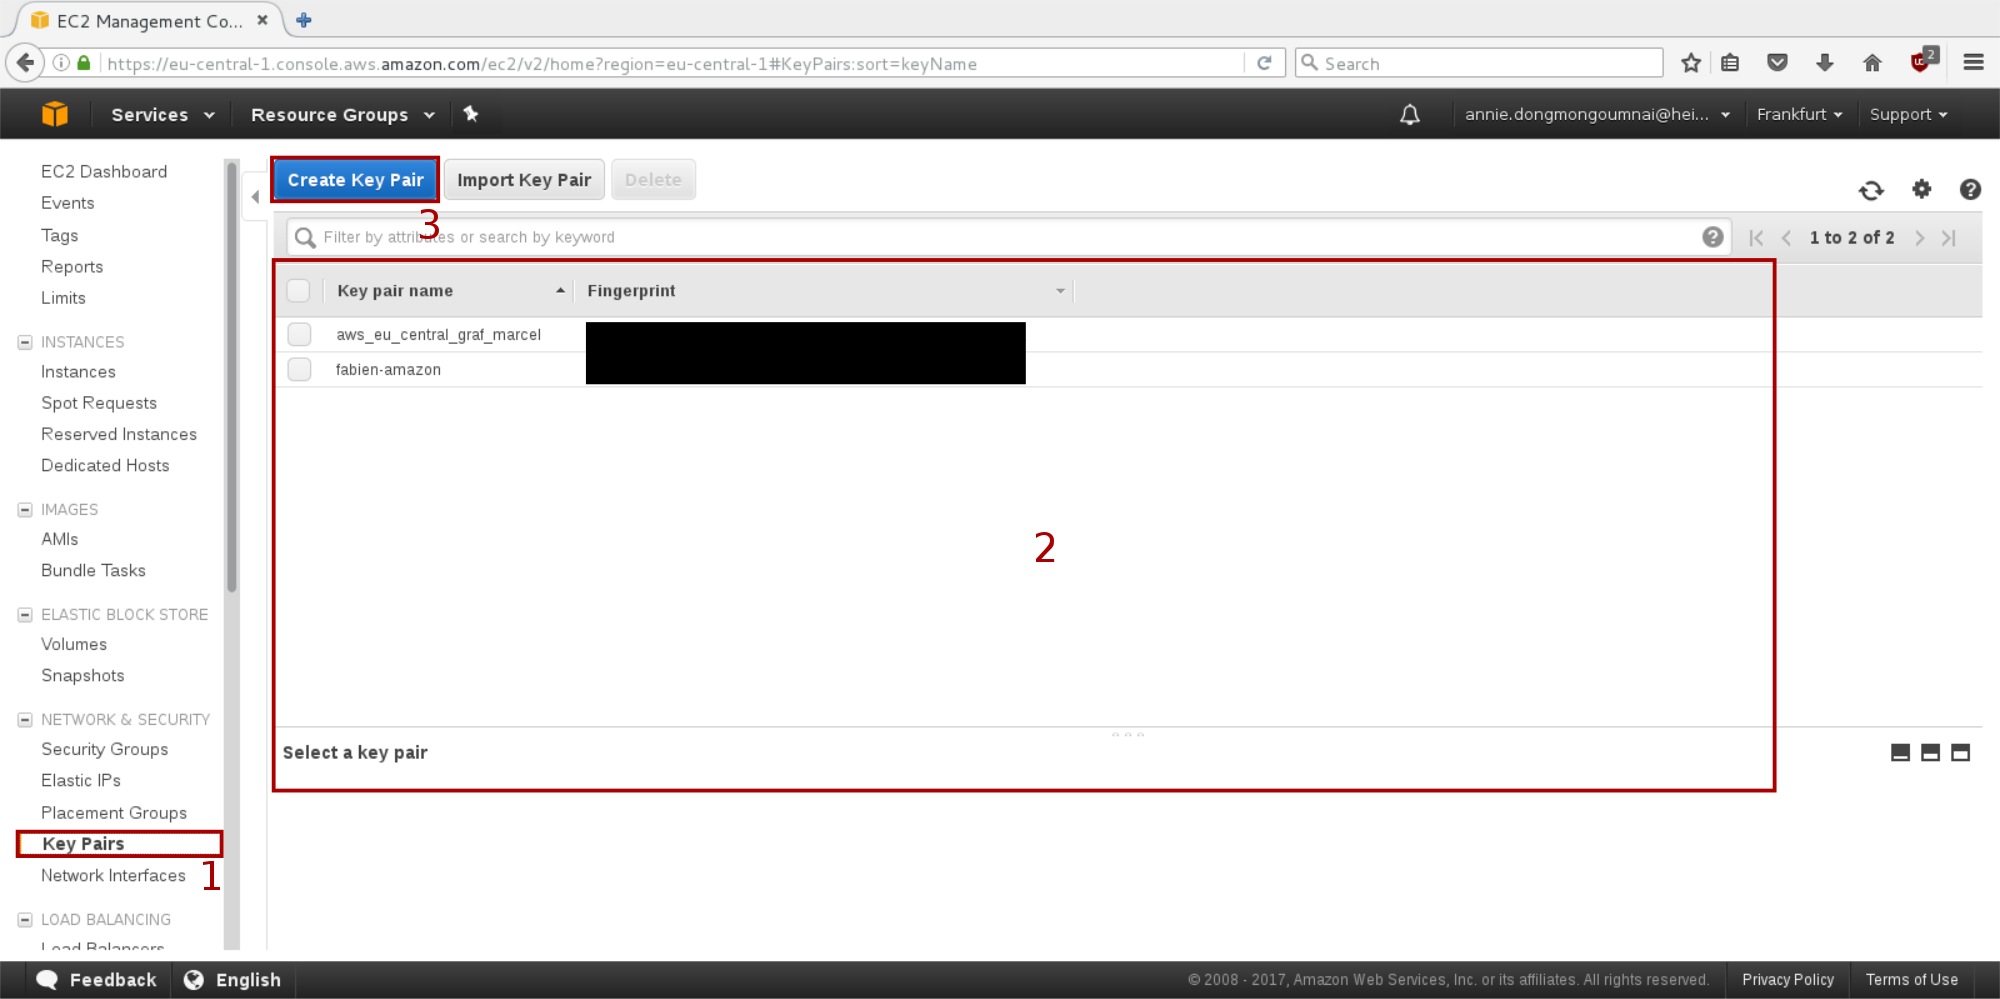 EC2 Management Co...
https://eu-central-1.console.aws.amazon.com/ec2/v2/home?region=eu-central-1#KeyPairs:sort=keyName
Search
2
Services
Resource Groups
annie.dongmongoumnai@hei...
Frankfurt
Support
EC2 Dashboard
Events
Tags
Reports
Limits
INSTANCES
Instances
Spot Requests
Reserved Instances
Dedicated Hosts
IMAGES
AMIs
Bundle Tasks
ELASTIC BLOCK STORE
Volumes
Snapshots
NETWORK & SECURITY
Security Groups
Elastic IPs
Placement Groups
Key Pairs
1
Network Interfaces
LOAD BALANCING
Load Balancers
Create Key Pair
Import Key Pair
Delete
3
Filter by attributes or search by keyword
1 to 2 of 2
Key pair name
Fingerprint
aws_eu_central_graf_marcel
fabien-amazon
2
Select a key pair
Feedback
English
© 2008 - 2017, Amazon Web Services, Inc. or its affiliates. All rights reserved.
Privacy Policy
Terms of Use